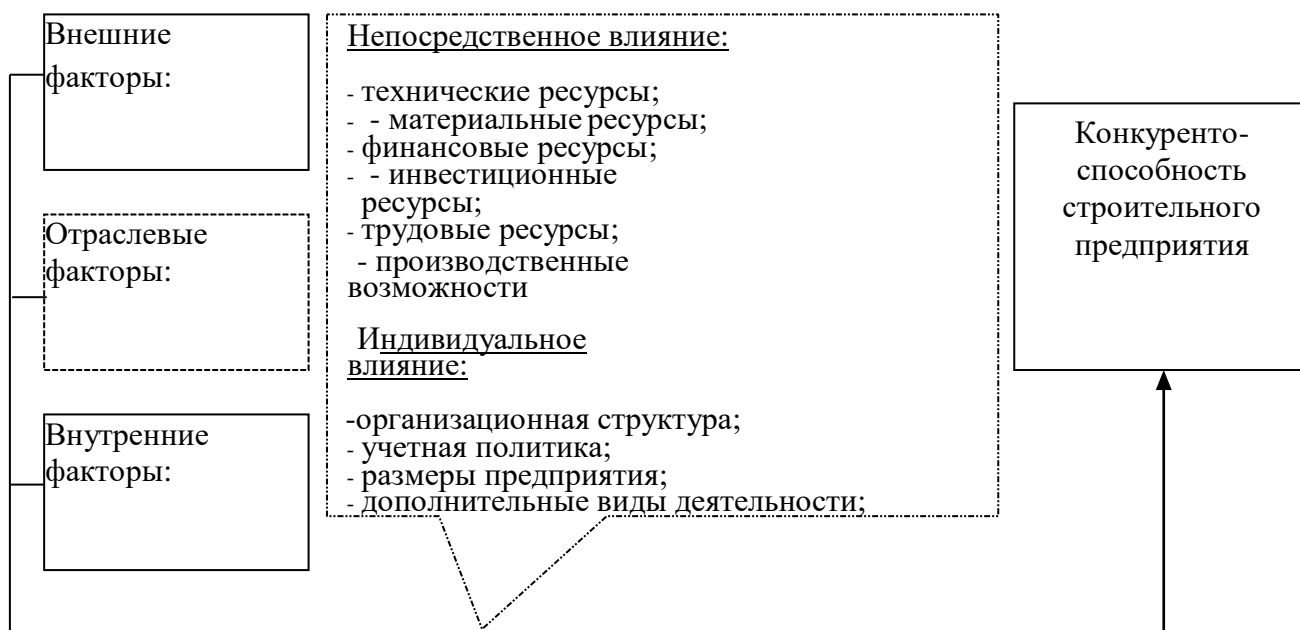 Внешние
факторы:
Отраслевые
факторы:
Внутренние
факторы:
Непосредственное влияние:
- технические ресурсы;
- - материальные ресурсы;
- финансовые ресурсы;
- - инвестиционные
ресурсы;
- трудовые ресурсы;
- производственные
возможности
Индивидуальное
влияние:
-организационная структура;
- учетная политика;
- размеры предприятия;
- дополнительные виды деятельности;
Конкуренто-
способность
строительного
предприятия